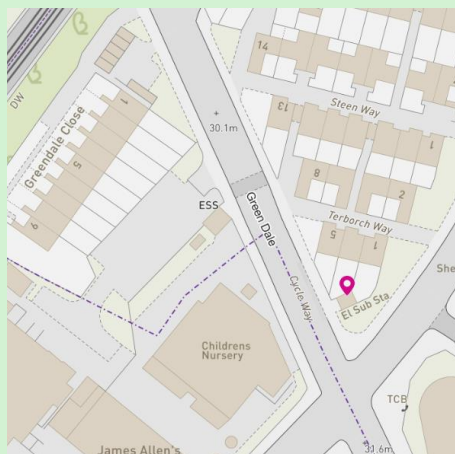 14
Steen Way
13
1
30.1m
DW
1
Greendale Close
5
9
8
2
ESS
Green Dale
Terborch Way
5
1
Cycle Way
El Sub Sta
She
Childrens
Nursery
TCB
James Allen's
31.6m